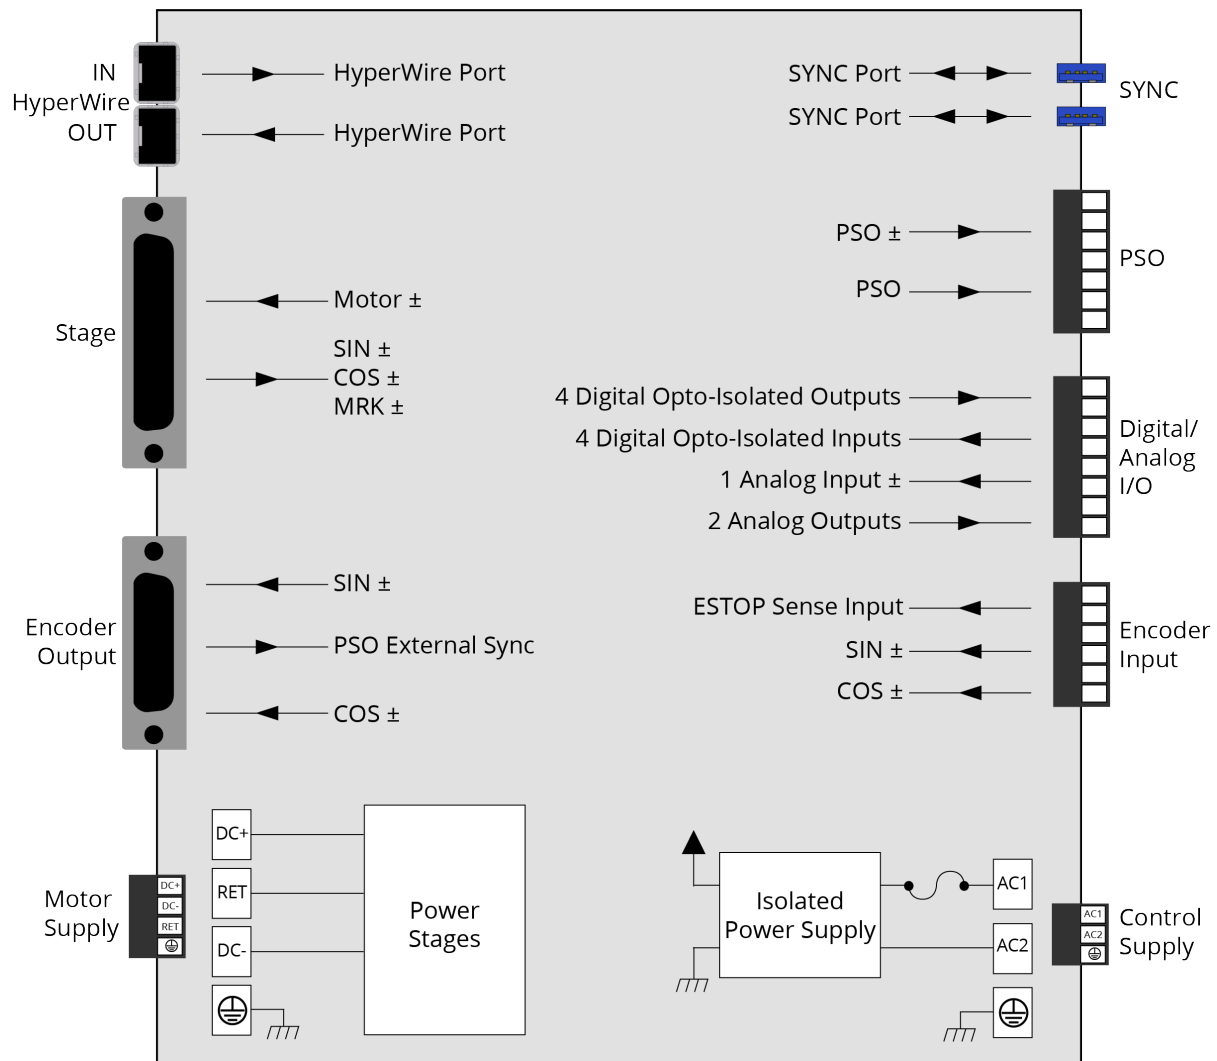 IN
HyperWire
OUT
HyperWire Port
HyperWire Port
Stage
Motor ±
SIN ±
COS ±
MRK ±
Encoder
Output
SIN ±
PSO External Sync
COS ±
Motor
Supply
DC+
DC-
RET
DC+
RET
DC-
Power
Stages
SYNC Port
SYNC Port
SYNC
PSO ±
PSO
PSO
4 Digital Opto-Isolated Outputs
4 Digital Opto-Isolated Inputs
1 Analog Input ±
2 Analog Outputs
Digital/
Analog
I/O
ESTOP Sense Input
SIN ±
COS ±
Encoder
Input
Isolated
Power Supply
AC1
AC2
AC1
AC2
Control
Supply